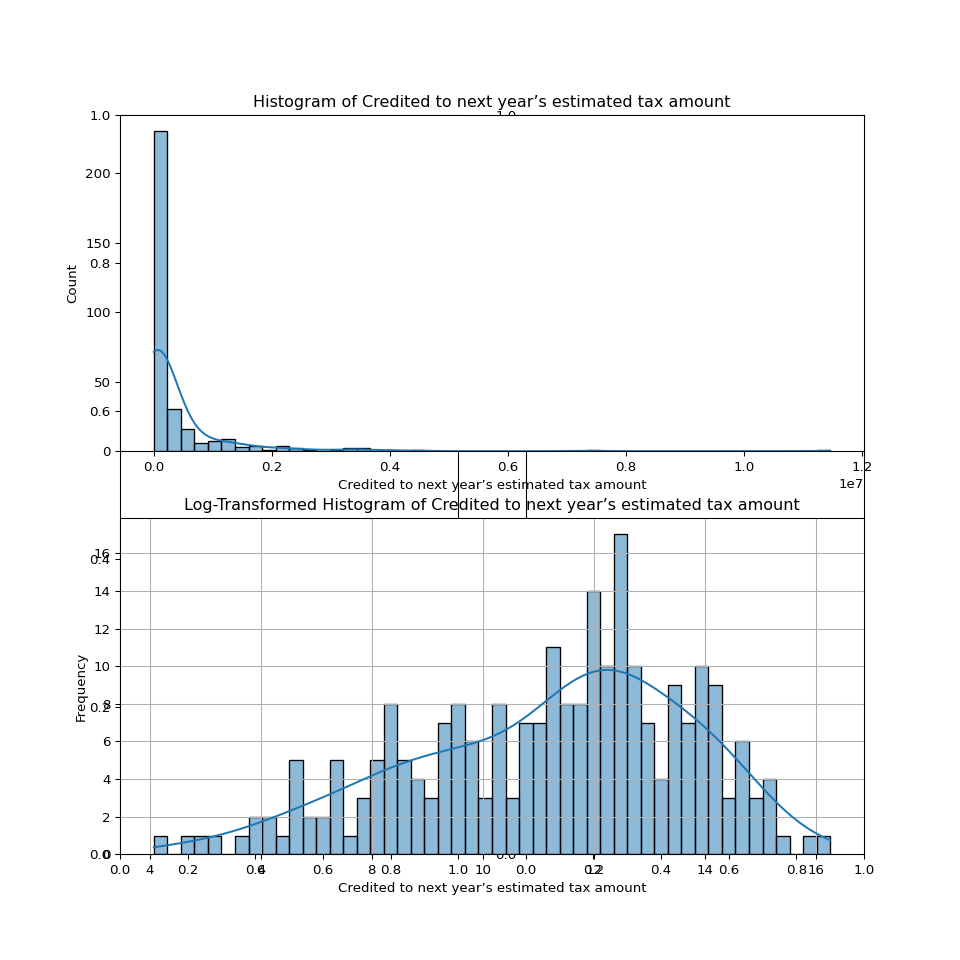 Histogram of Credited to next year’s estimated tax amount
1.0
200
150
0.8
100
50
0.6
0
Count
0.0 0.2 0.4 0.6 0.8 1.0 1.2
1e7
Credited to next year’s estimated tax amount
Log-Transformed Histogram of Credited to next year’s estimated tax amount
16
0.4
14
12
10
8
0.2
6
4
2
0
0.0
Frequency
0.0 4 0.2 0.4 6 0.6 8 0.8 1.0 10 0.0 0.2 12 0.4 14 0.6 0.8 16 1.0
Credited to next year’s estimated tax amount